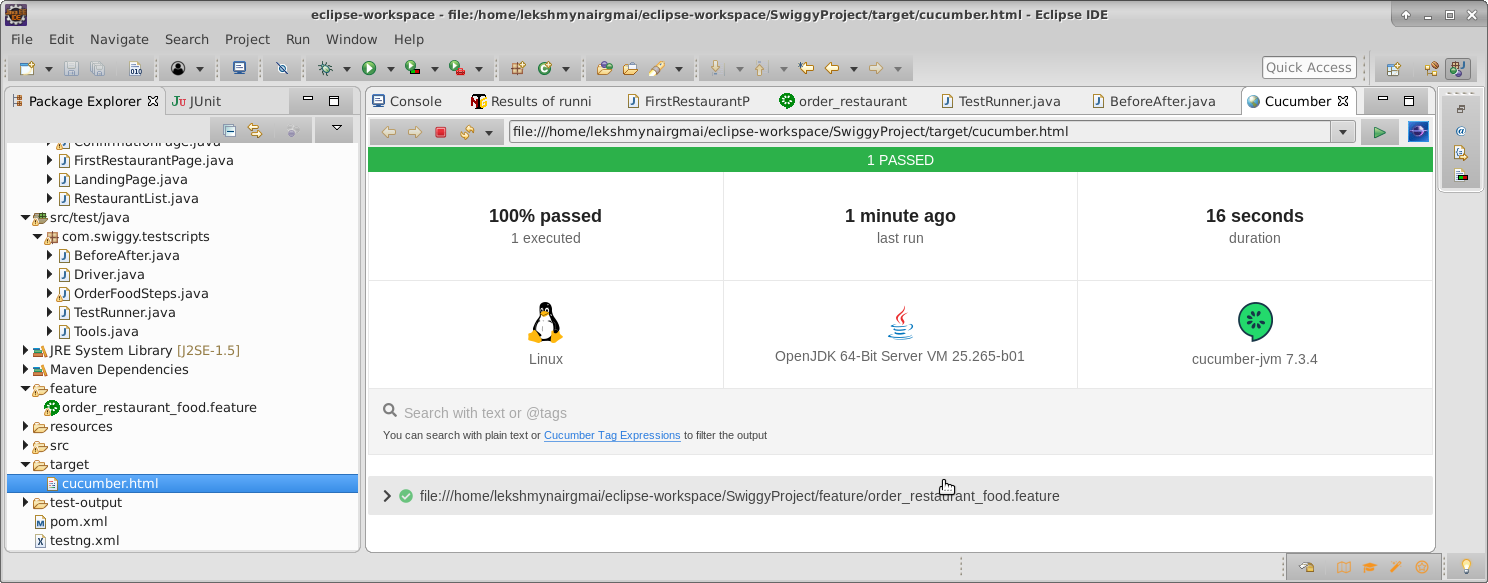 eclipse-workspace - file:/home/lekshmynairgmai/eclipse-workspace/SwiggyProject/target/cucumber.html - Eclipse IDE
File Edit Navigate Search Project Run Window Help
Quick Access
Package Explorer
JUnit
Console
Results of runni
FirstRestaurantP
order_restaurant
TestRunner.java
BeforeAfter.java
Cucumber
file:///home/lekshmynairgmai/eclipse-workspace/SwiggyProject/target/cucumber.html
ConfirmationPage.java
FirstRestaurantPage.java
LandingPage.java
RestaurantList.java
src/test/java
com.swiggy.testscripts
BeforeAfter.java
Driver.java
OrderFoodSteps.java
TestRunner.java
Tools.java
JRE System Library [J2SE-1.5]
Maven Dependencies
feature
order_restaurant_food.feature
resources
src
target
cucumber.html
test-output
pom.xml
testng.xml
1 PASSED
100% passed
1 executed
1 minute ago
last run
16 seconds
duration
Linux
OpenJDK 64-Bit Server VM 25.265-b01
cucumber-jvm 7.3.4
Search with text or @tags
You can search with plain text or Cucumber Tag Expressions to filter the output
file:///home/lekshmynairgmai/eclipse-workspace/SwiggyProject/feature/order_restaurant_food.feature